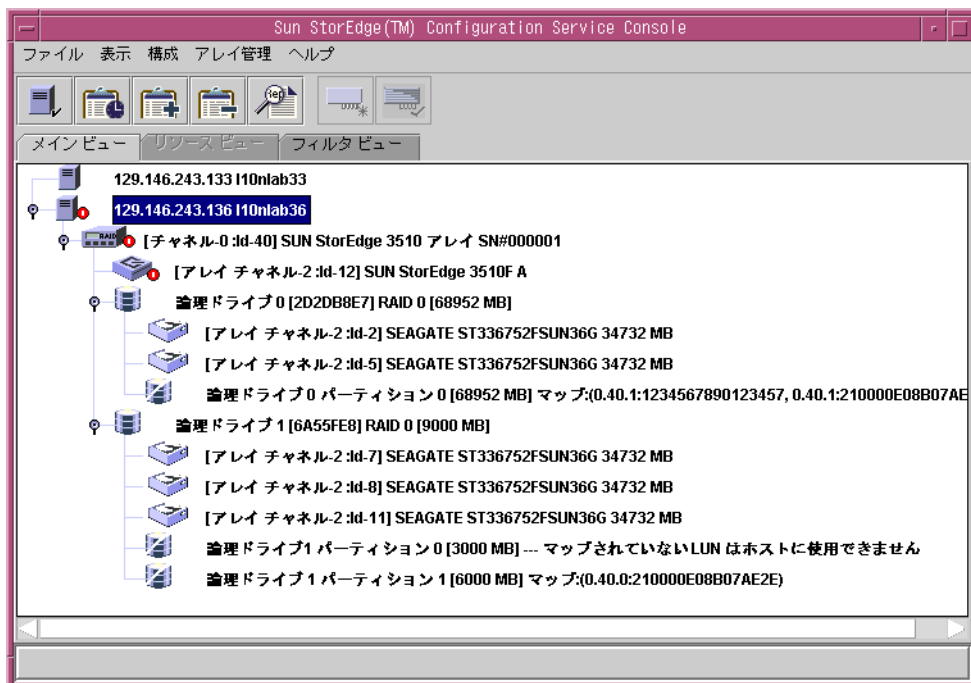 Sun StorEdge(TM) Configuration Service Console
ファイル 表示 構成 アレイ管理 ヘルプ
Rep
メイン ビュー リソース ビュー フィルタ ビュー
129.146.243.133 l10nlab33
129.146.243.136 l10nlab36
RAID [チャネル-0 :Id-40] SUN StorEdge 3510 アレイ SN#000001
[アレイ チャネル-2 :Id-12] SUN StorEdge 3510F A
論理ドライブ 0 [2D2DB8E7] RAID 0 [68952 MB]
[アレイ チャネル-2 :Id-2] SEAGATE ST336752FSUN36G 34732 MB
[アレイ チャネル-2 :Id-5] SEAGATE ST336752FSUN36G 34732 MB
論理ドライブ 0 パーティション 0 [68952 MB] マップ:(0.40.1:1234567890123457, 0.40.1:210000E08B07AE
論理ドライブ 1 [6A55FE8] RAID 0 [9000 MB]
[アレイ チャネル-2 :Id-7] SEAGATE ST336752FSUN36G 34732 MB
[アレイ チャネル-2 :Id-8] SEAGATE ST336752FSUN36G 34732 MB
[アレイ チャネル-2 :Id-11] SEAGATE ST336752FSUN36G 34732 MB
論理ドライブ1 パーティション 0 [3000 MB] --- マップされていないLUN はホストに使用できません
論理ドライブ 1 パーティション 1 [6000 MB] マップ:(0.40.0:210000E08B07AE2E)